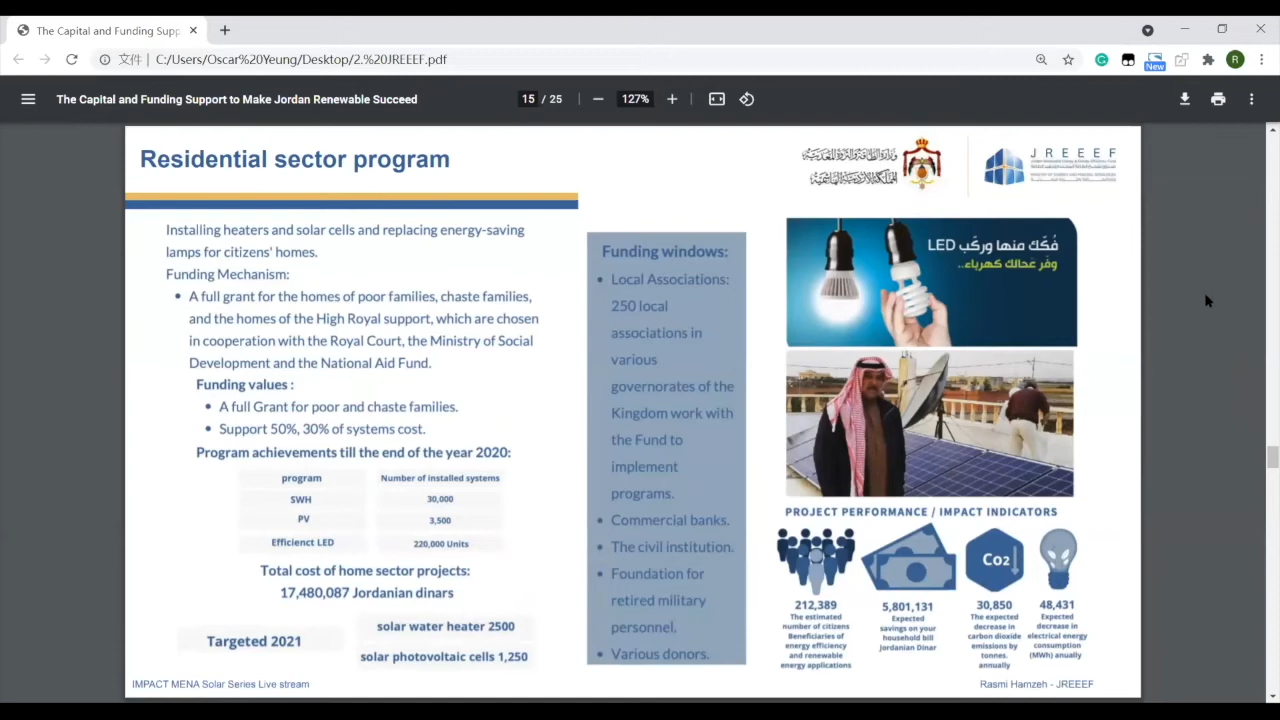 The Capital and Funding Supp
文件
C:/Users/Oscar%20Yeung/Desktop/2.%20JREEEF.pdf
New
R
The Capital and Funding Support to Make Jordan Renewable Succeed
15 / 25
127%
Residential sector program
وزارة الطاقة والثروة المعدنية
المملكة الأردنية الهاشمية
JREEEF
Installing heaters and solar cells and replacing energy-saving
lamps for citizens' homes.
Funding Mechanism:
• A full grant for the homes of poor families, chaste families,
and the homes of the High Royal support, which are chosen
in cooperation with the Royal Court, the Ministry of Social
Development and the National Aid Fund.
Funding values :
• A full Grant for poor and chaste families.
• Support 50%, 30% of systems cost.
Program achievements till the end of the year 2020:
program Number of installed systems
SWH 30,000
PV 3,500
Efficienct LED 220,000 Units
Total cost of home sector projects:
17,480,087 Jordanian dinars
Targeted 2021
solar water heater 2500
solar photovoltaic cells 1,250
Funding windows:
• Local Associations:
250 local
associations in
various
governorates of the
Kingdom work with
the Fund to
implement
programs.
• Commercial banks.
• The civil institution.
• Foundation for
retired military
personnel.
• Various donors.
فُكّك منها وركّب LED
وفّر عَحالك كهرباء..
PROJECT PERFORMANCE / IMPACT INDICATORS
Co2
212,389
The estimated
number of citizens
Beneficiaries of
energy efficiency
and renewable
energy applications
5,801,131
Expected
savings on your
household bill
Jordanian Dinar
30,850
The expected
decrease in
carbon dioxide
emissions by
tonnes.
annually
48,431
Expected
decrease in
electrical energy
consumption
(MWh) anually
IMPACT MENA Solar Series Live stream
Rasmi Hamzeh - JREEEF